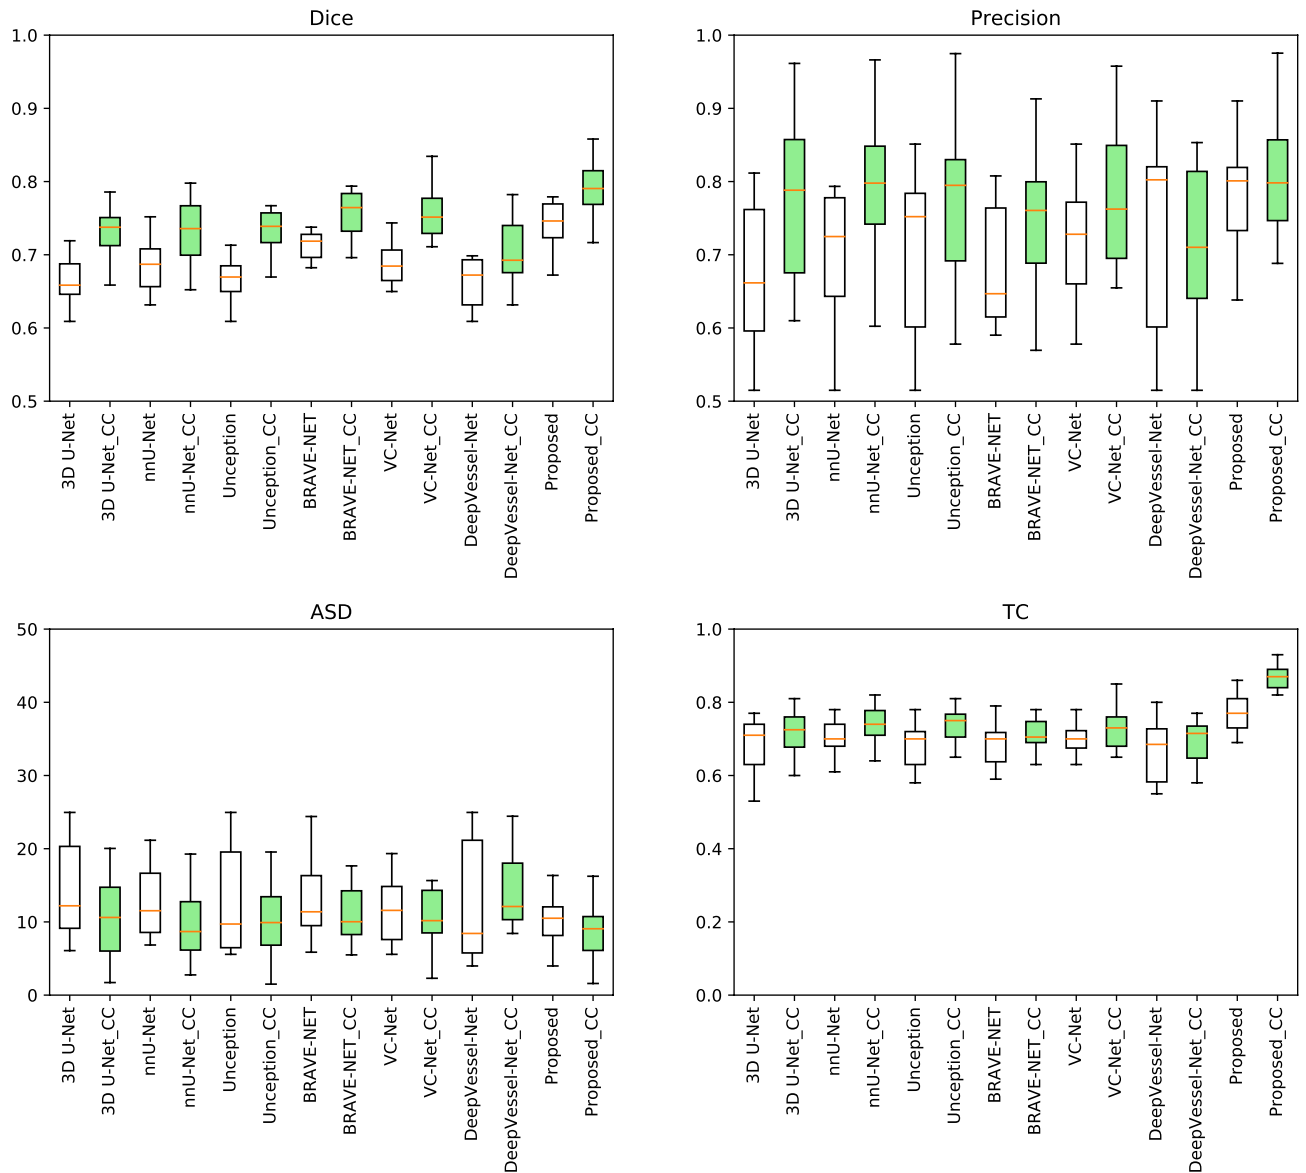 Dice
1.0
0.9
0.8
0.7
0.6
0.5
3D U-Net
3D U-Net_CC
nnU-Net
nnU-Net_CC
Unception
Unception_CC
BRAVE-NET
BRAVE-NET_CC
VC-Net
VC-Net_CC
DeepVessel-Net
DeepVessel-Net_CC
Proposed
Proposed_CC
Precision
1.0
0.9
0.8
0.7
0.6
0.5
3D U-Net
3D U-Net_CC
nnU-Net
nnU-Net_CC
Unception
Unception_CC
BRAVE-NET
BRAVE-NET_CC
VC-Net
VC-Net_CC
DeepVessel-Net
DeepVessel-Net_CC
Proposed
Proposed_CC
ASD
50
40
30
20
10
0
3D U-Net
3D U-Net_CC
nnU-Net
nnU-Net_CC
Unception
Unception_CC
BRAVE-NET
BRAVE-NET_CC
VC-Net
VC-Net_CC
DeepVessel-Net
DeepVessel-Net_CC
Proposed
Proposed_CC
TC
1.0
0.8
0.6
0.4
0.2
0.0
3D U-Net
3D U-Net_CC
nnU-Net
nnU-Net_CC
Unception
Unception_CC
BRAVE-NET
BRAVE-NET_CC
VC-Net
VC-Net_CC
DeepVessel-Net
DeepVessel-Net_CC
Proposed
Proposed_CC